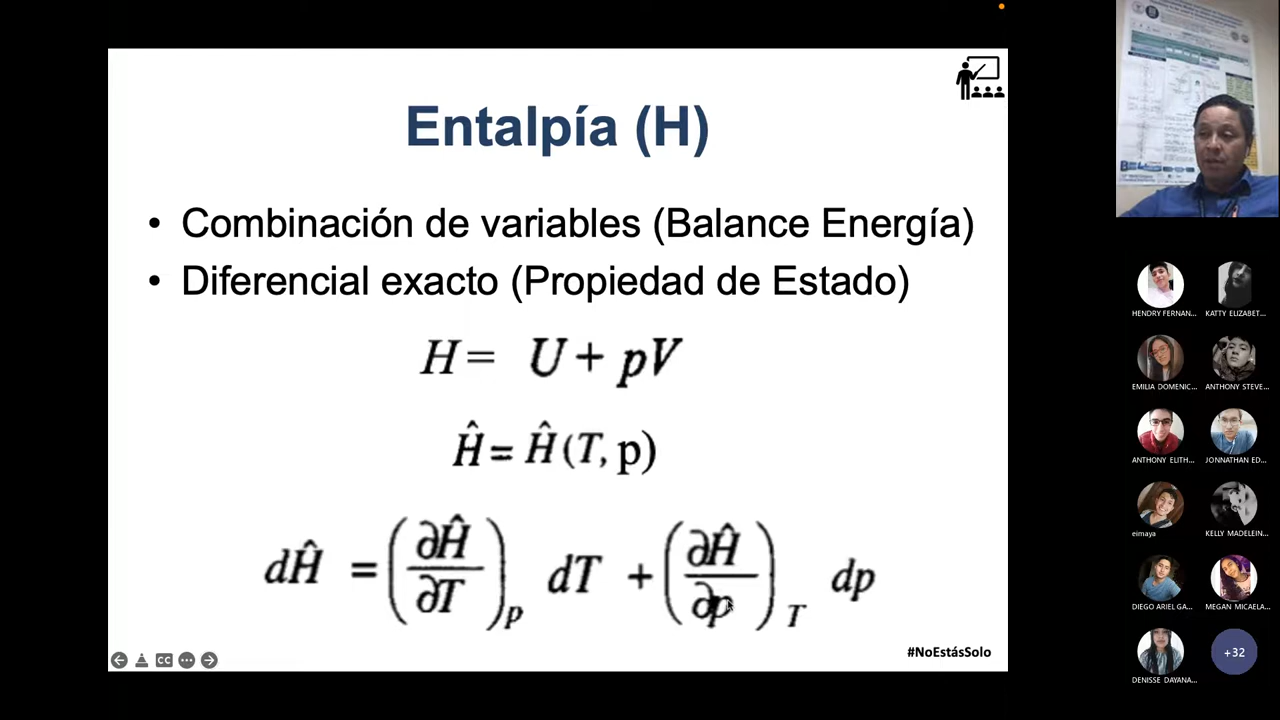 Entalpía (H)
• Combinación de variables (Balance Energía)
• Diferencial exacto (Propiedad de Estado)
H = U + pV
Ĥ = Ĥ (T, p)
dĤ = (∂Ĥ/∂T)p dT + (∂Ĥ/∂p)T dp
#NoEstásSolo
CC
HENDRY FERNAN...
KATTY ELIZABET...
EMILIA DOMENIC...
ANTHONY STEVE...
ANTHONY ELITH...
JONNATHAN ED...
eimaya
KELLY MADELEIN...
DIEGO ARIEL GA...
MEGAN MICAELA...
DENISSE DAYANA...
+32